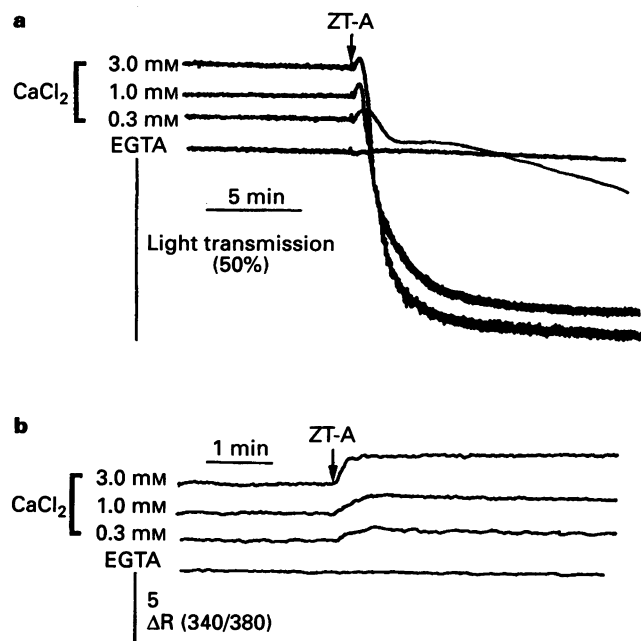 a
ZT-A
CaCl₂
3.0 mM
1.0 mM
0.3 mM
EGTA
5 min
Light transmission
(50%)
b
1 min
ZT-A
CaCl₂
3.0 mM
1.0 mM
0.3 mM
EGTA
5
ΔR (340/380)